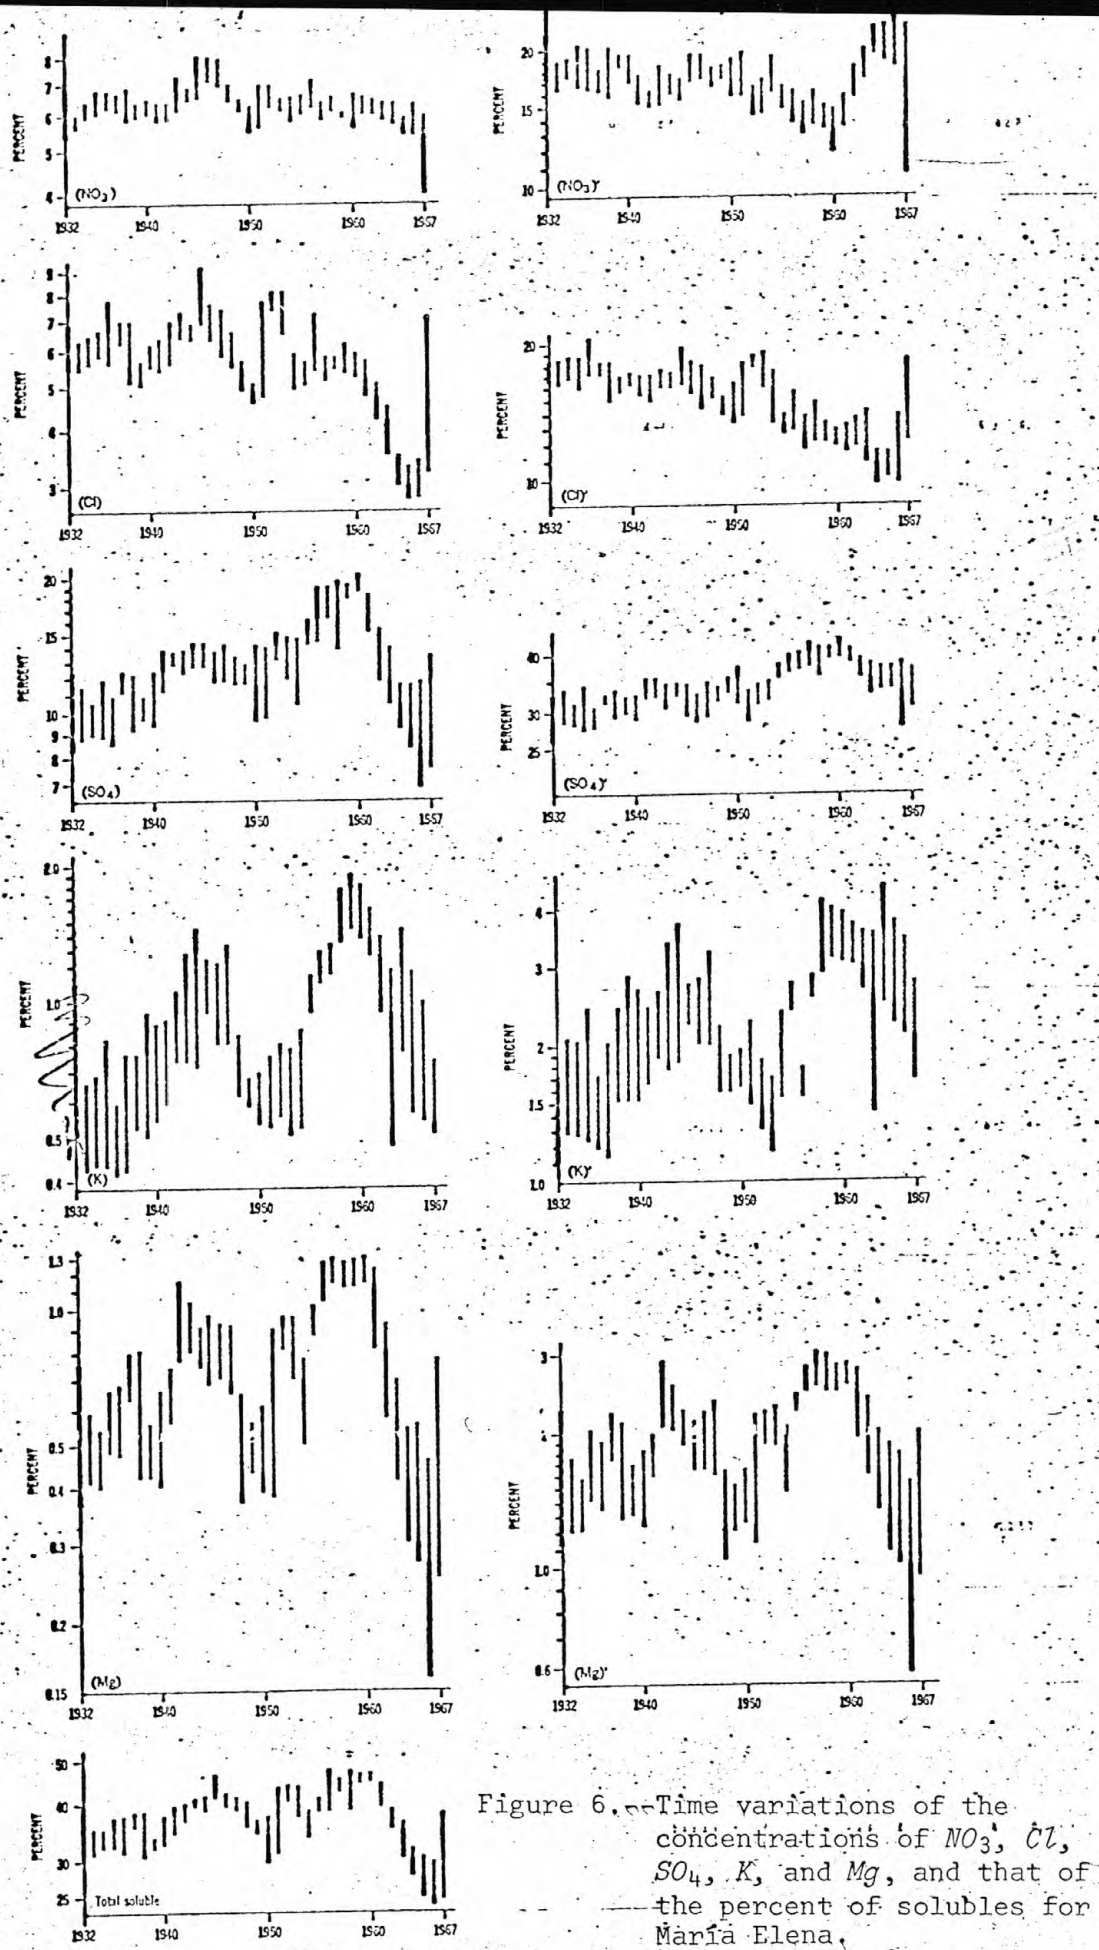 8
7
6
5
4
PERCENT
(NO3)
1932 1940 1950 1960 1967
20
15
10
PERCENT
(NO3)'
1932 1940 1950 1960 1967
9
8
7
6
5
4
3
PERCENT
(Cl)
1932 1940 1950 1960 1967
20
10
PERCENT
(Cl)'
1932 1940 1950 1960 1967
20
15
10
9
8
7
PERCENT
(SO4)
1932 1940 1950 1960 1967
40
30
25
PERCENT
(SO4)'
1932 1940 1950 1960 1967
2.0
1.0
0.5
0.4
PERCENT
(K)
1932 1940 1950 1960 1967
4
3
2
1.5
1.0
PERCENT
(K)'
1932 1940 1950 1960 1967
1.3
1.0
0.5
0.4
0.3
0.2
0.15
PERCENT
(Mg)
1932 1940 1950 1960 1967
3
2
1.0
0.6
PERCENT
(Mg)'
1932 1940 1950 1960 1967
50
40
30
25
PERCENT
Total soluble
1932 1940 1950 1960 1967
Figure 6.--Time variations of the
concentrations of NO3, Cl,
SO4, K, and Mg, and that of
the percent of solubles for
María Elena.